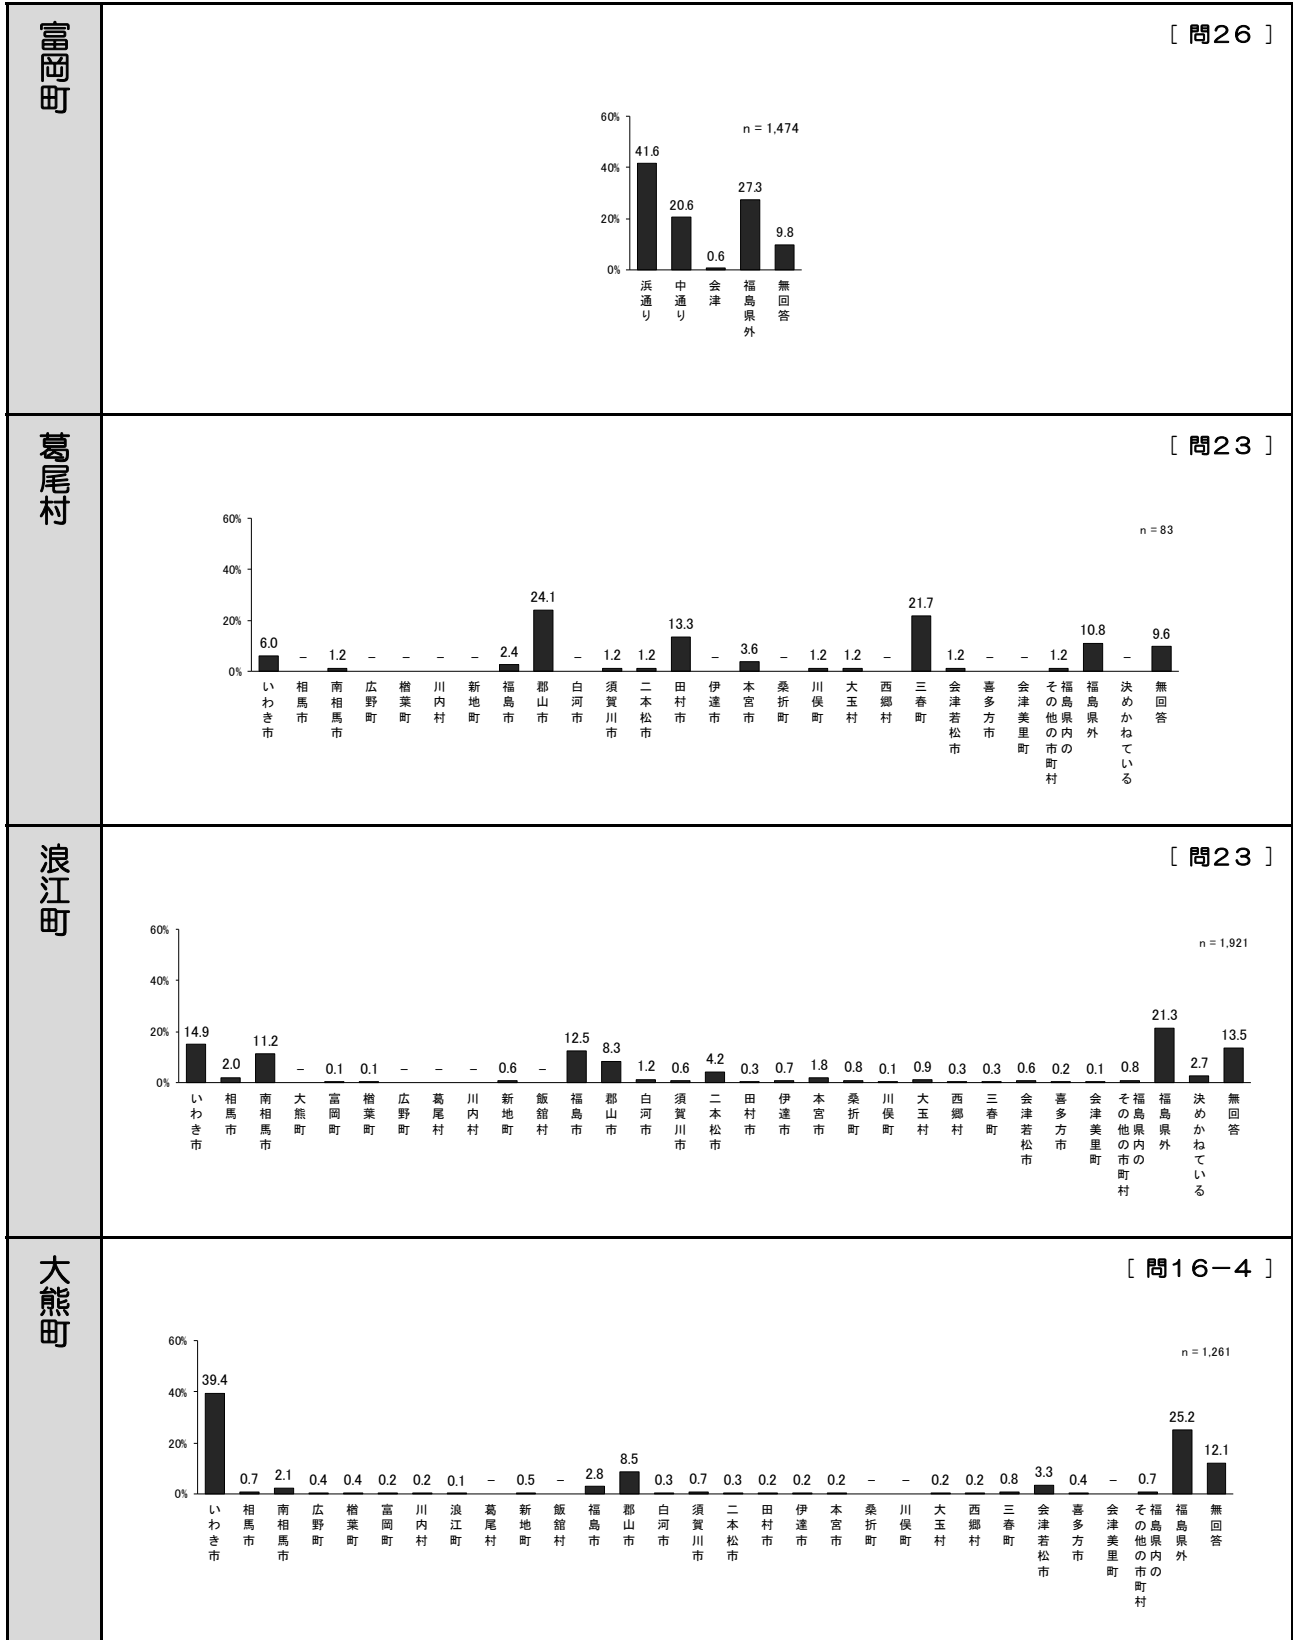 富岡町
[ 問26 ]
n = 1,474
60%
40%
20%
0%
41.6
20.6
0.6
27.3
9.8
浜通り
中通り
会津
福島県外
無回答
葛尾村
[ 問23 ]
n = 83
60%
40%
20%
0%
6.0 － 1.2 － － － － 2.4 24.1 － 1.2 1.2 13.3 － 3.6 － 1.2 1.2 － 21.7 1.2 － － 1.2 10.8 － 9.6
いわき市
相馬市
南相馬市
広野町
楢葉町
川内村
新地町
福島市
郡山市
白河市
須賀川市
二本松市
田村市
伊達市
本宮市
桑折町
川俣町
大玉村
西郷村
三春町
会津若松市
喜多方市
会津美里町
福島県内の
その他の市町村
福島県外
決めかねている
無回答
浪江町
[ 問23 ]
n = 1,921
60%
40%
20%
0%
14.9 2.0 11.2 － 0.1 0.1 － － － 0.6 － 12.5 8.3 1.2 0.6 4.2 0.3 0.7 1.8 0.8 0.1 0.9 0.3 0.3 0.6 0.2 0.1 0.8 21.3 2.7 13.5
いわき市
相馬市
南相馬市
大熊町
富岡町
楢葉町
広野町
葛尾村
川内村
新地町
飯舘村
福島市
郡山市
白河市
須賀川市
二本松市
田村市
伊達市
本宮市
桑折町
川俣町
大玉村
西郷村
三春町
会津若松市
喜多方市
会津美里町
福島県内の
その他の市町村
福島県外
決めかねている
無回答
大熊町
[ 問16－4 ]
n = 1,261
60%
40%
20%
0%
39.4 0.7 2.1 0.4 0.4 0.2 0.2 0.1 － 0.5 － 2.8 8.5 0.3 0.7 0.3 0.2 0.2 0.2 － － 0.2 0.2 0.8 3.3 0.4 － 0.7 25.2 12.1
いわき市
相馬市
南相馬市
広野町
楢葉町
富岡町
川内村
浪江町
葛尾村
新地町
飯舘村
福島市
郡山市
白河市
須賀川市
二本松市
田村市
伊達市
本宮市
桑折町
川俣町
大玉村
西郷村
三春町
会津若松市
喜多方市
会津美里町
福島県内の
その他の市町村
福島県外
無回答